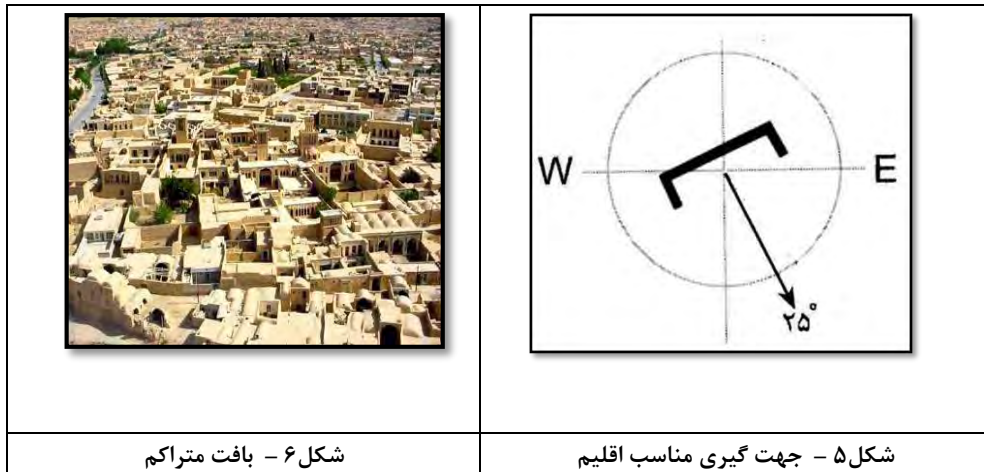 W
E
۲۵°
شکل۵ – جهت گیری مناسب اقلیم
شکل۶ – بافت متراکم